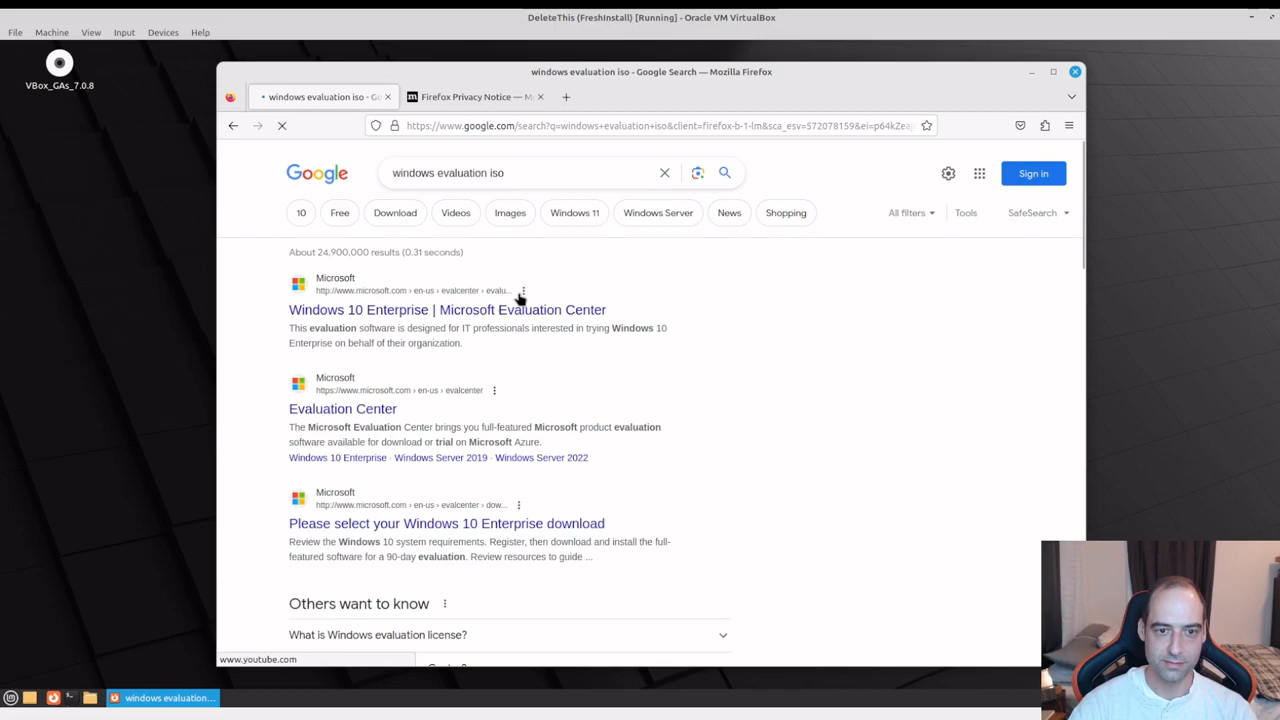 DeleteThis (FreshInstall) [Running] - Oracle VM VirtualBox
File Machine View Input Devices Help
VBox_GAs_7.0.8
windows evaluation iso - Google Search — Mozilla Firefox
windows evaluation iso - Go
Firefox Privacy Notice — M
https://www.google.com/search?q=windows+evaluation+iso&client=firefox-b-1-lm&sca_esv=572078159&ei=p64kZea
Google
windows evaluation iso
Sign in
10 Free Download Videos Images Windows 11 Windows Server News Shopping All filters Tools SafeSearch
About 24,900,000 results (0.31 seconds)
Microsoft
http://www.microsoft.com › en-us › evalcenter › evalu...
Windows 10 Enterprise | Microsoft Evaluation Center
This evaluation software is designed for IT professionals interested in trying Windows 10
Enterprise on behalf of their organization.
Microsoft
https://www.microsoft.com › en-us › evalcenter
Evaluation Center
The Microsoft Evaluation Center brings you full-featured Microsoft product evaluation
software available for download or trial on Microsoft Azure.
Windows 10 Enterprise · Windows Server 2019 · Windows Server 2022
Microsoft
http://www.microsoft.com › en-us › evalcenter › dow...
Please select your Windows 10 Enterprise download
Review the Windows 10 system requirements. Register, then download and install the full-
featured software for a 90-day evaluation. Review resources to guide ...
Others want to know
What is Windows evaluation license?
www.youtube.com
windows evaluation...